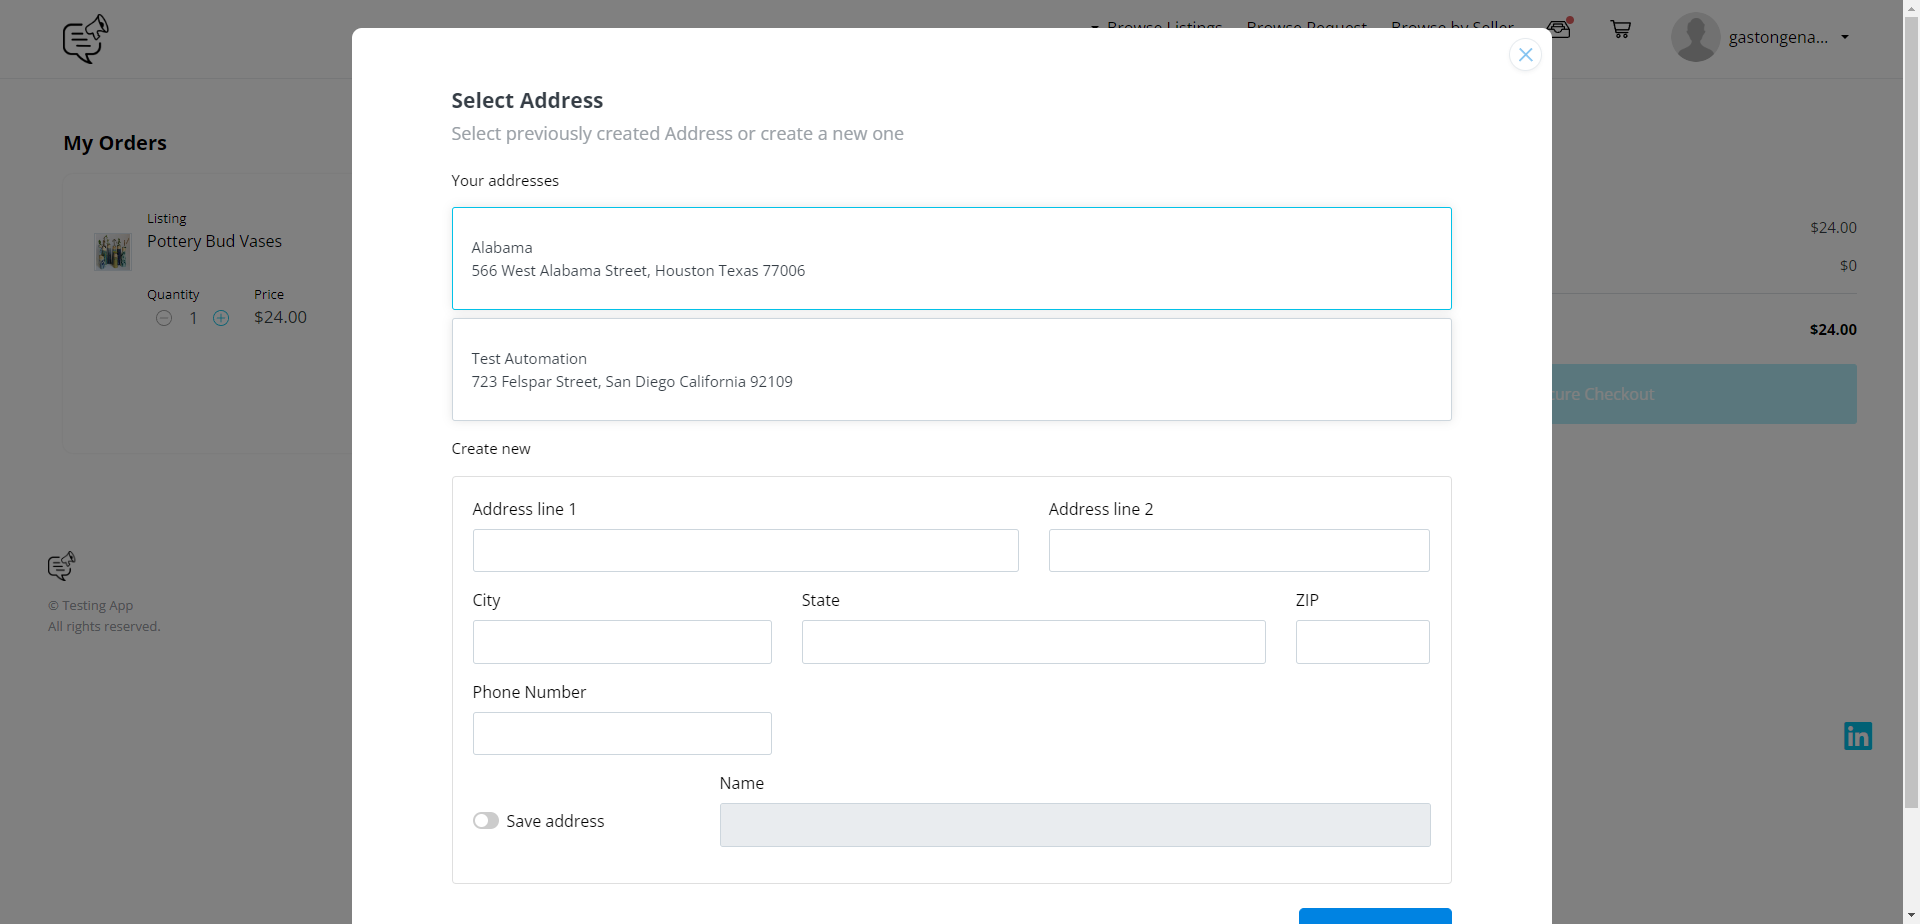 Browse Listings
Browse Request
Browse by Seller
gastongena...
Select Address
Select previously created Address or create a new one
Your addresses
Alabama
566 West Alabama Street, Houston Texas 77006
Test Automation
723 Felspar Street, San Diego California 92109
Create new
Address line 1
Address line 2
City
State
ZIP
Phone Number
Name
Save address
My Orders
Listing
Pottery Bud Vases
Quantity
Price
1
$24.00
$24.00
$0
$24.00
Checkout
© Testing App
All rights reserved.
in